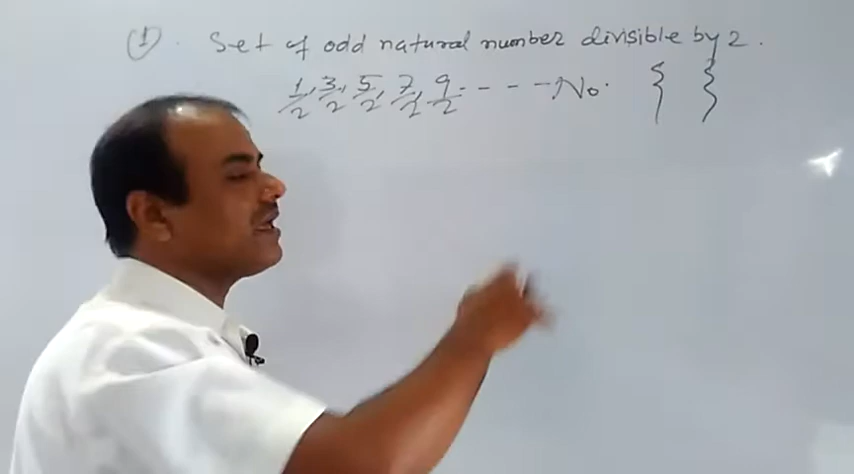 (1). Set of odd natural number divisible by 2.
1/2, 3/2, 5/2, 7/2, 9/2 - - - - No. { }